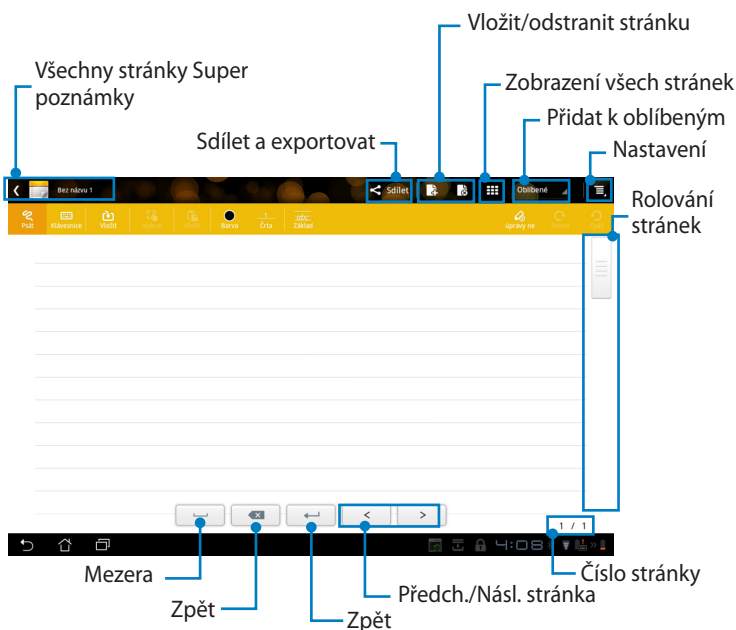 Vložit/odstranit stránku
Všechny stránky Super
poznámky
Zobrazení všech stránek
Přidat k oblíbeným
Sdílet a exportovat
Nastavení
Bez názvu 1
Sdílet
Oblíbené
Rolování
stránek
Psát
Klávesnice
Vložit
Barva
Črta
abc
Základ
úpravy ne
1 / 1
4:08
Mezera
Číslo stránky
Předch./Násl. stránka
Zpět
Zpět